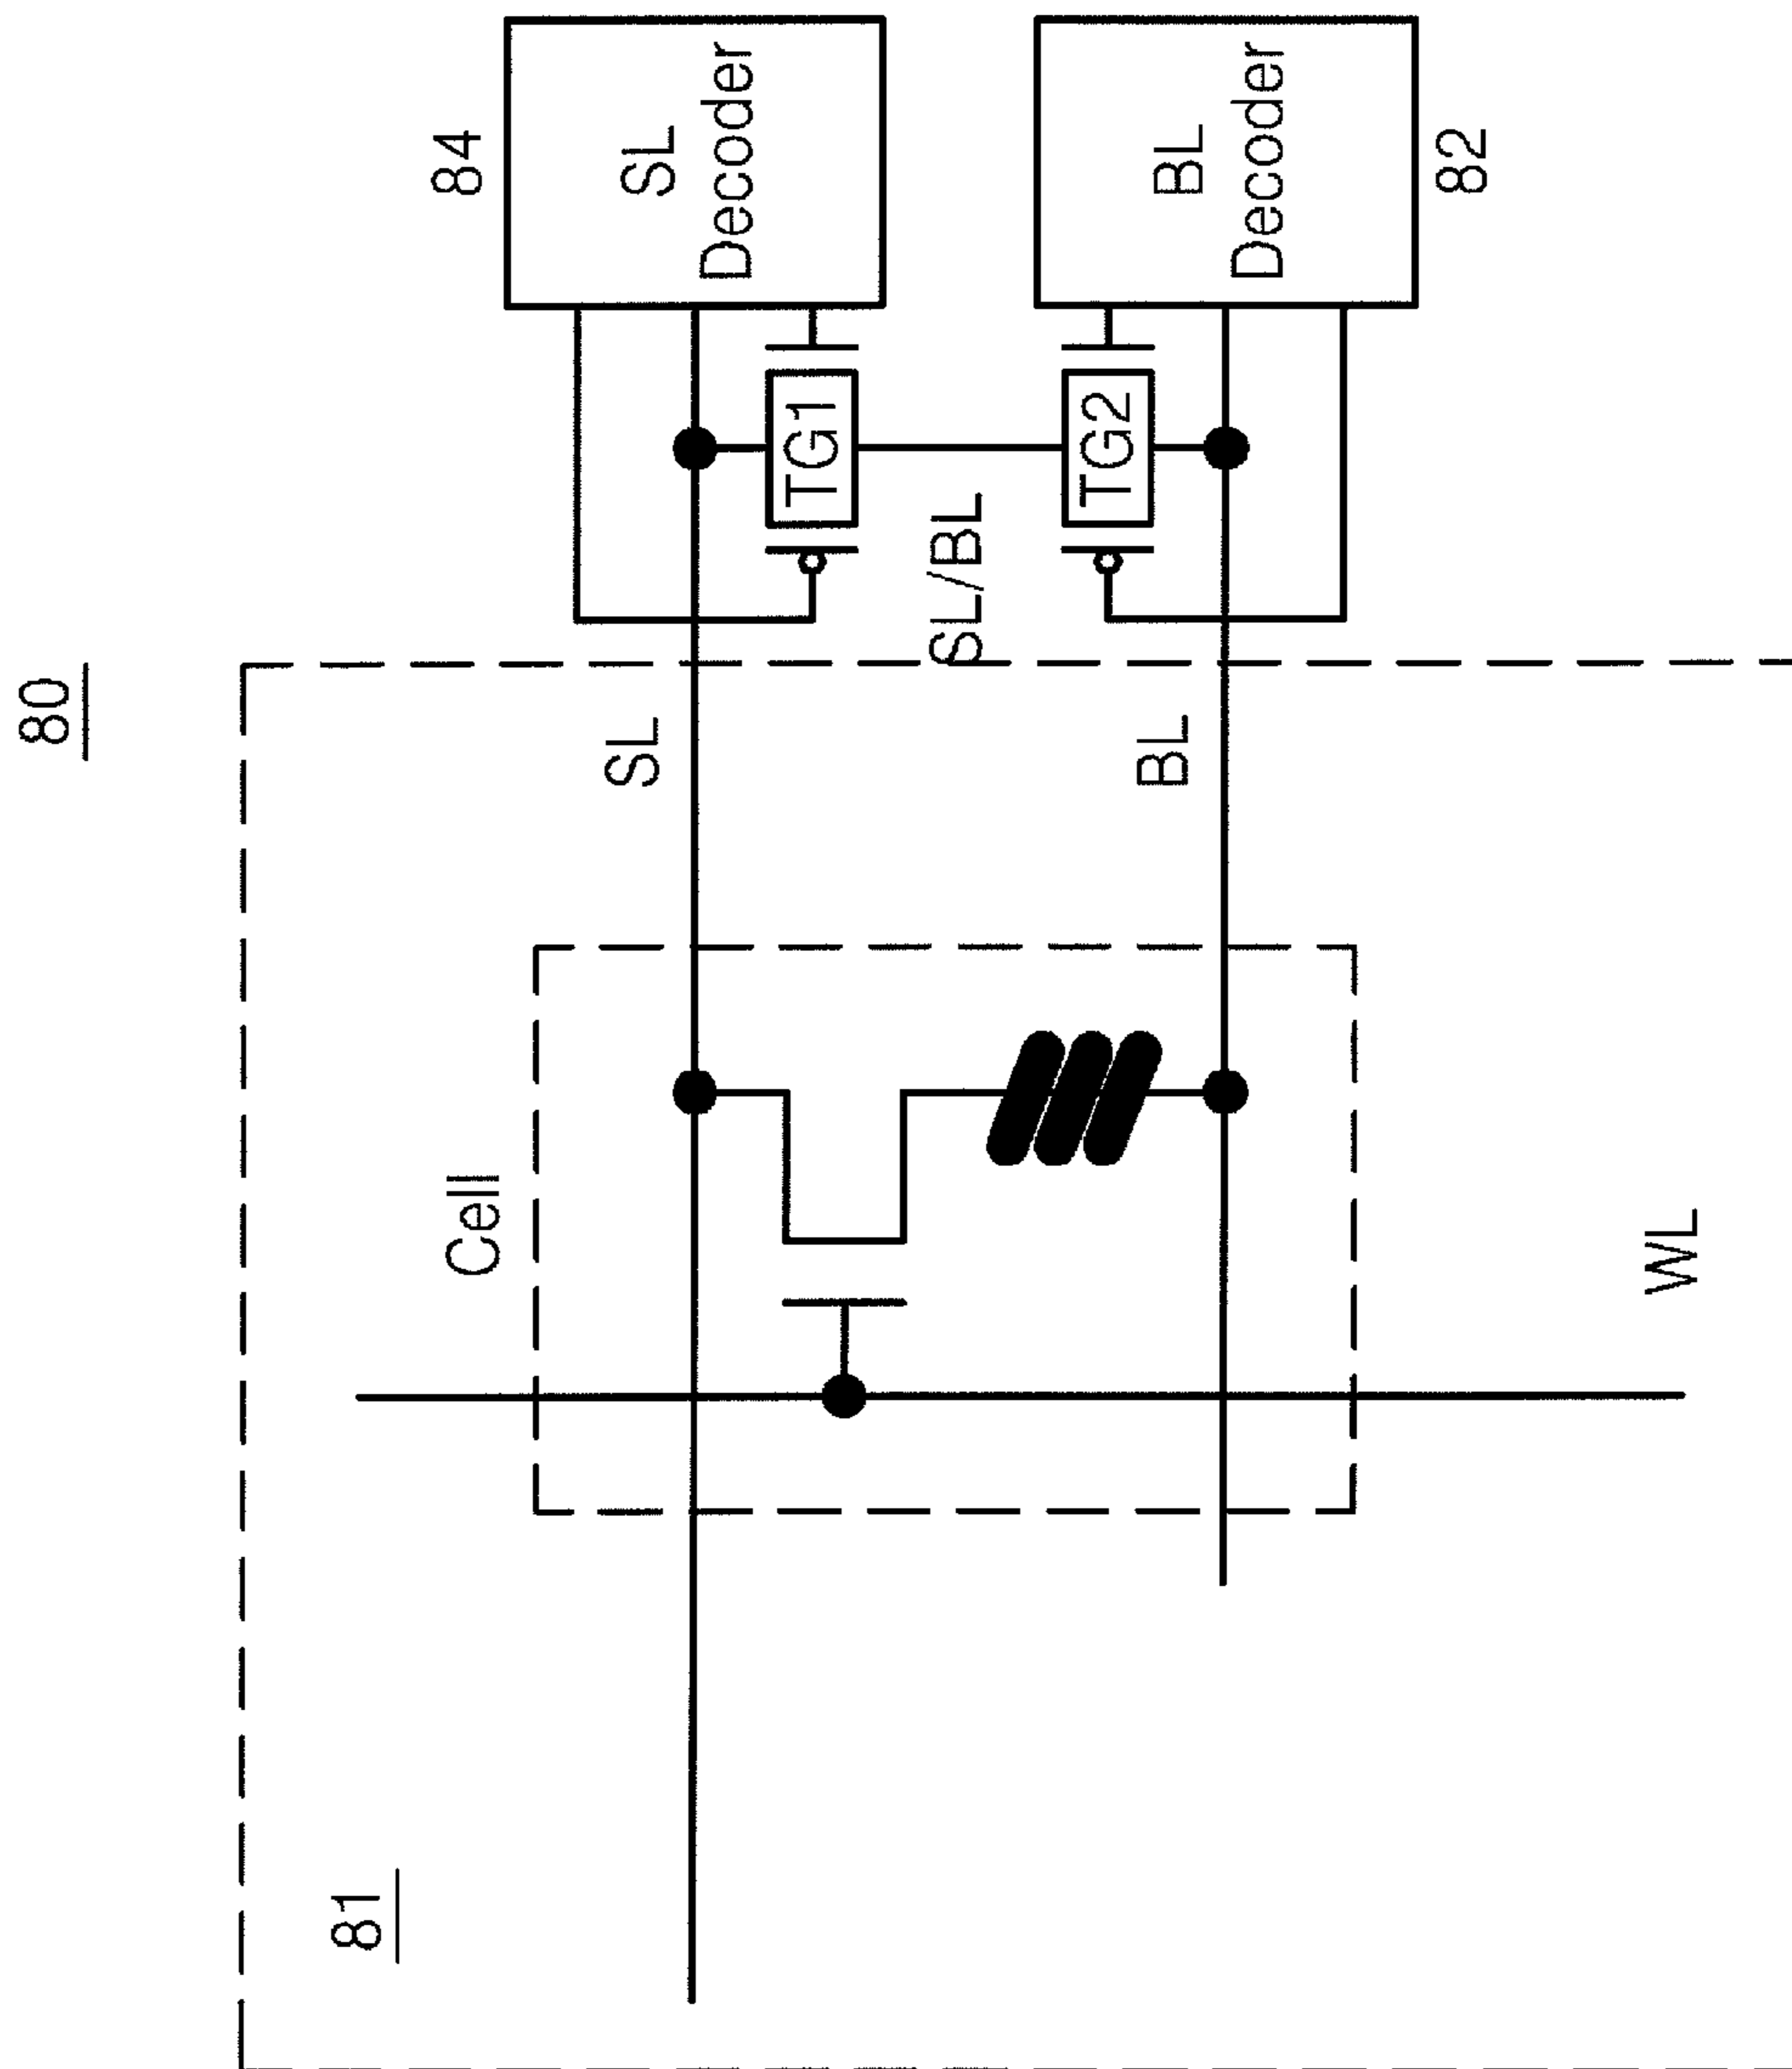 80
81
Cell
SL
84
SL
Decoder
TG1
SL/BL
TG2
BL
BL
Decoder
82
WL